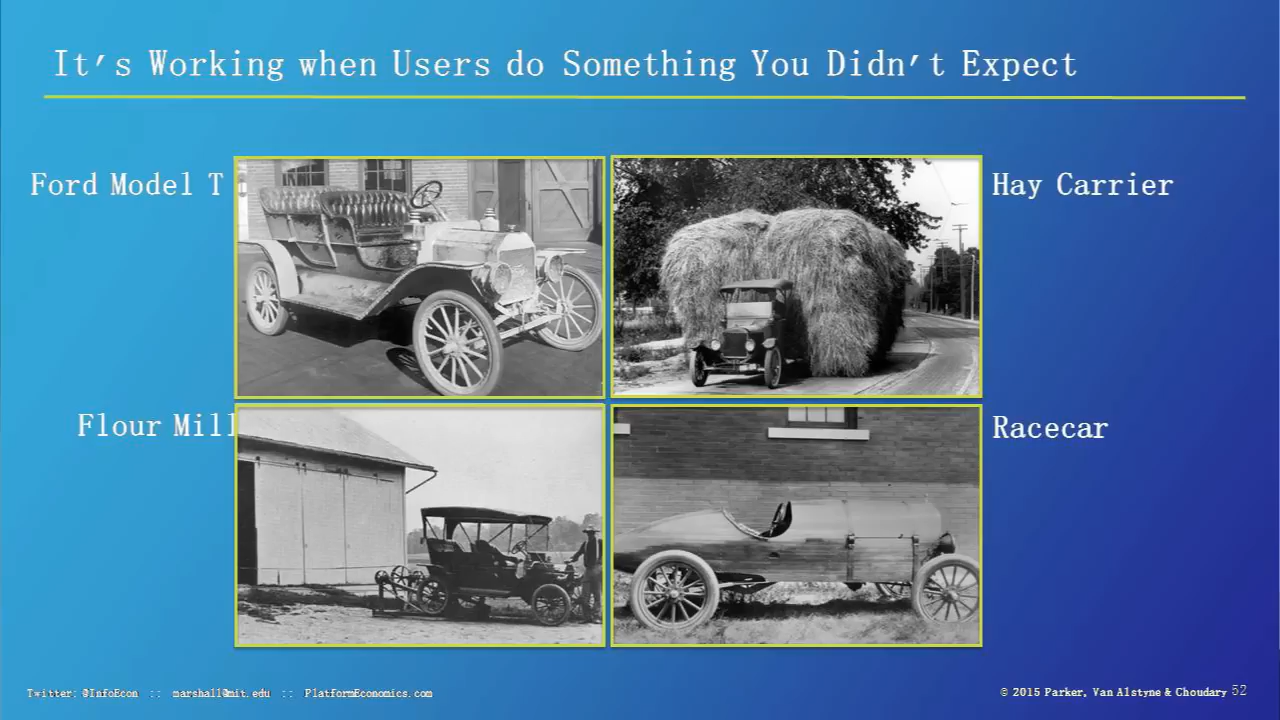 It's Working when Users do Something You Didn't Expect
Ford Model T
Hay Carrier
Flour Mill
Racecar
Twitter: @InfoEcon :: marshall@mit.edu :: PlatformEconomics.com
© 2015 Parker, Van Alstyne & Choudary 52